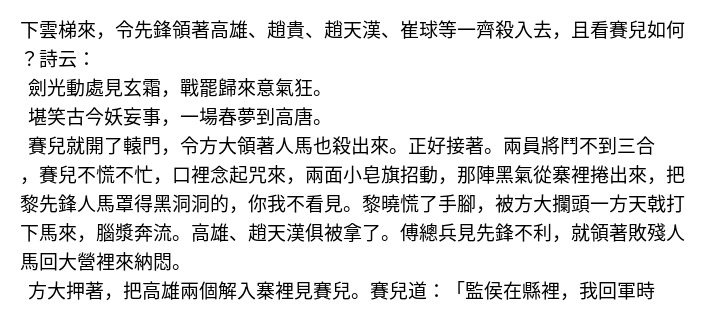 下雲梯來，令先鋒領著高雄、趙貴、趙天漢、崔球等一齊殺入去，且看賽兒如何
？詩云：
劍光動處見玄霜，戰罷歸來意氣狂。
堪笑古今妖妄事，一場春夢到高唐。
賽兒就開了轅門，令方大領著人馬也殺出來。正好接著。兩員將鬥不到三合
，賽兒不慌不忙，口裡念起咒來，兩面小皂旗招動，那陣黑氣從寨裡捲出來，把
黎先鋒人馬罩得黑洞洞的，你我不看見。黎曉慌了手腳，被方大攔頭一方天戟打
下馬來，腦漿奔流。高雄、趙天漢俱被拿了。傅總兵見先鋒不利，就領著敗殘人
馬回大營裡來納悶。
方大押著，把高雄兩個解入寨裡見賽兒。賽兒道：「監侯在縣裡，我回軍時